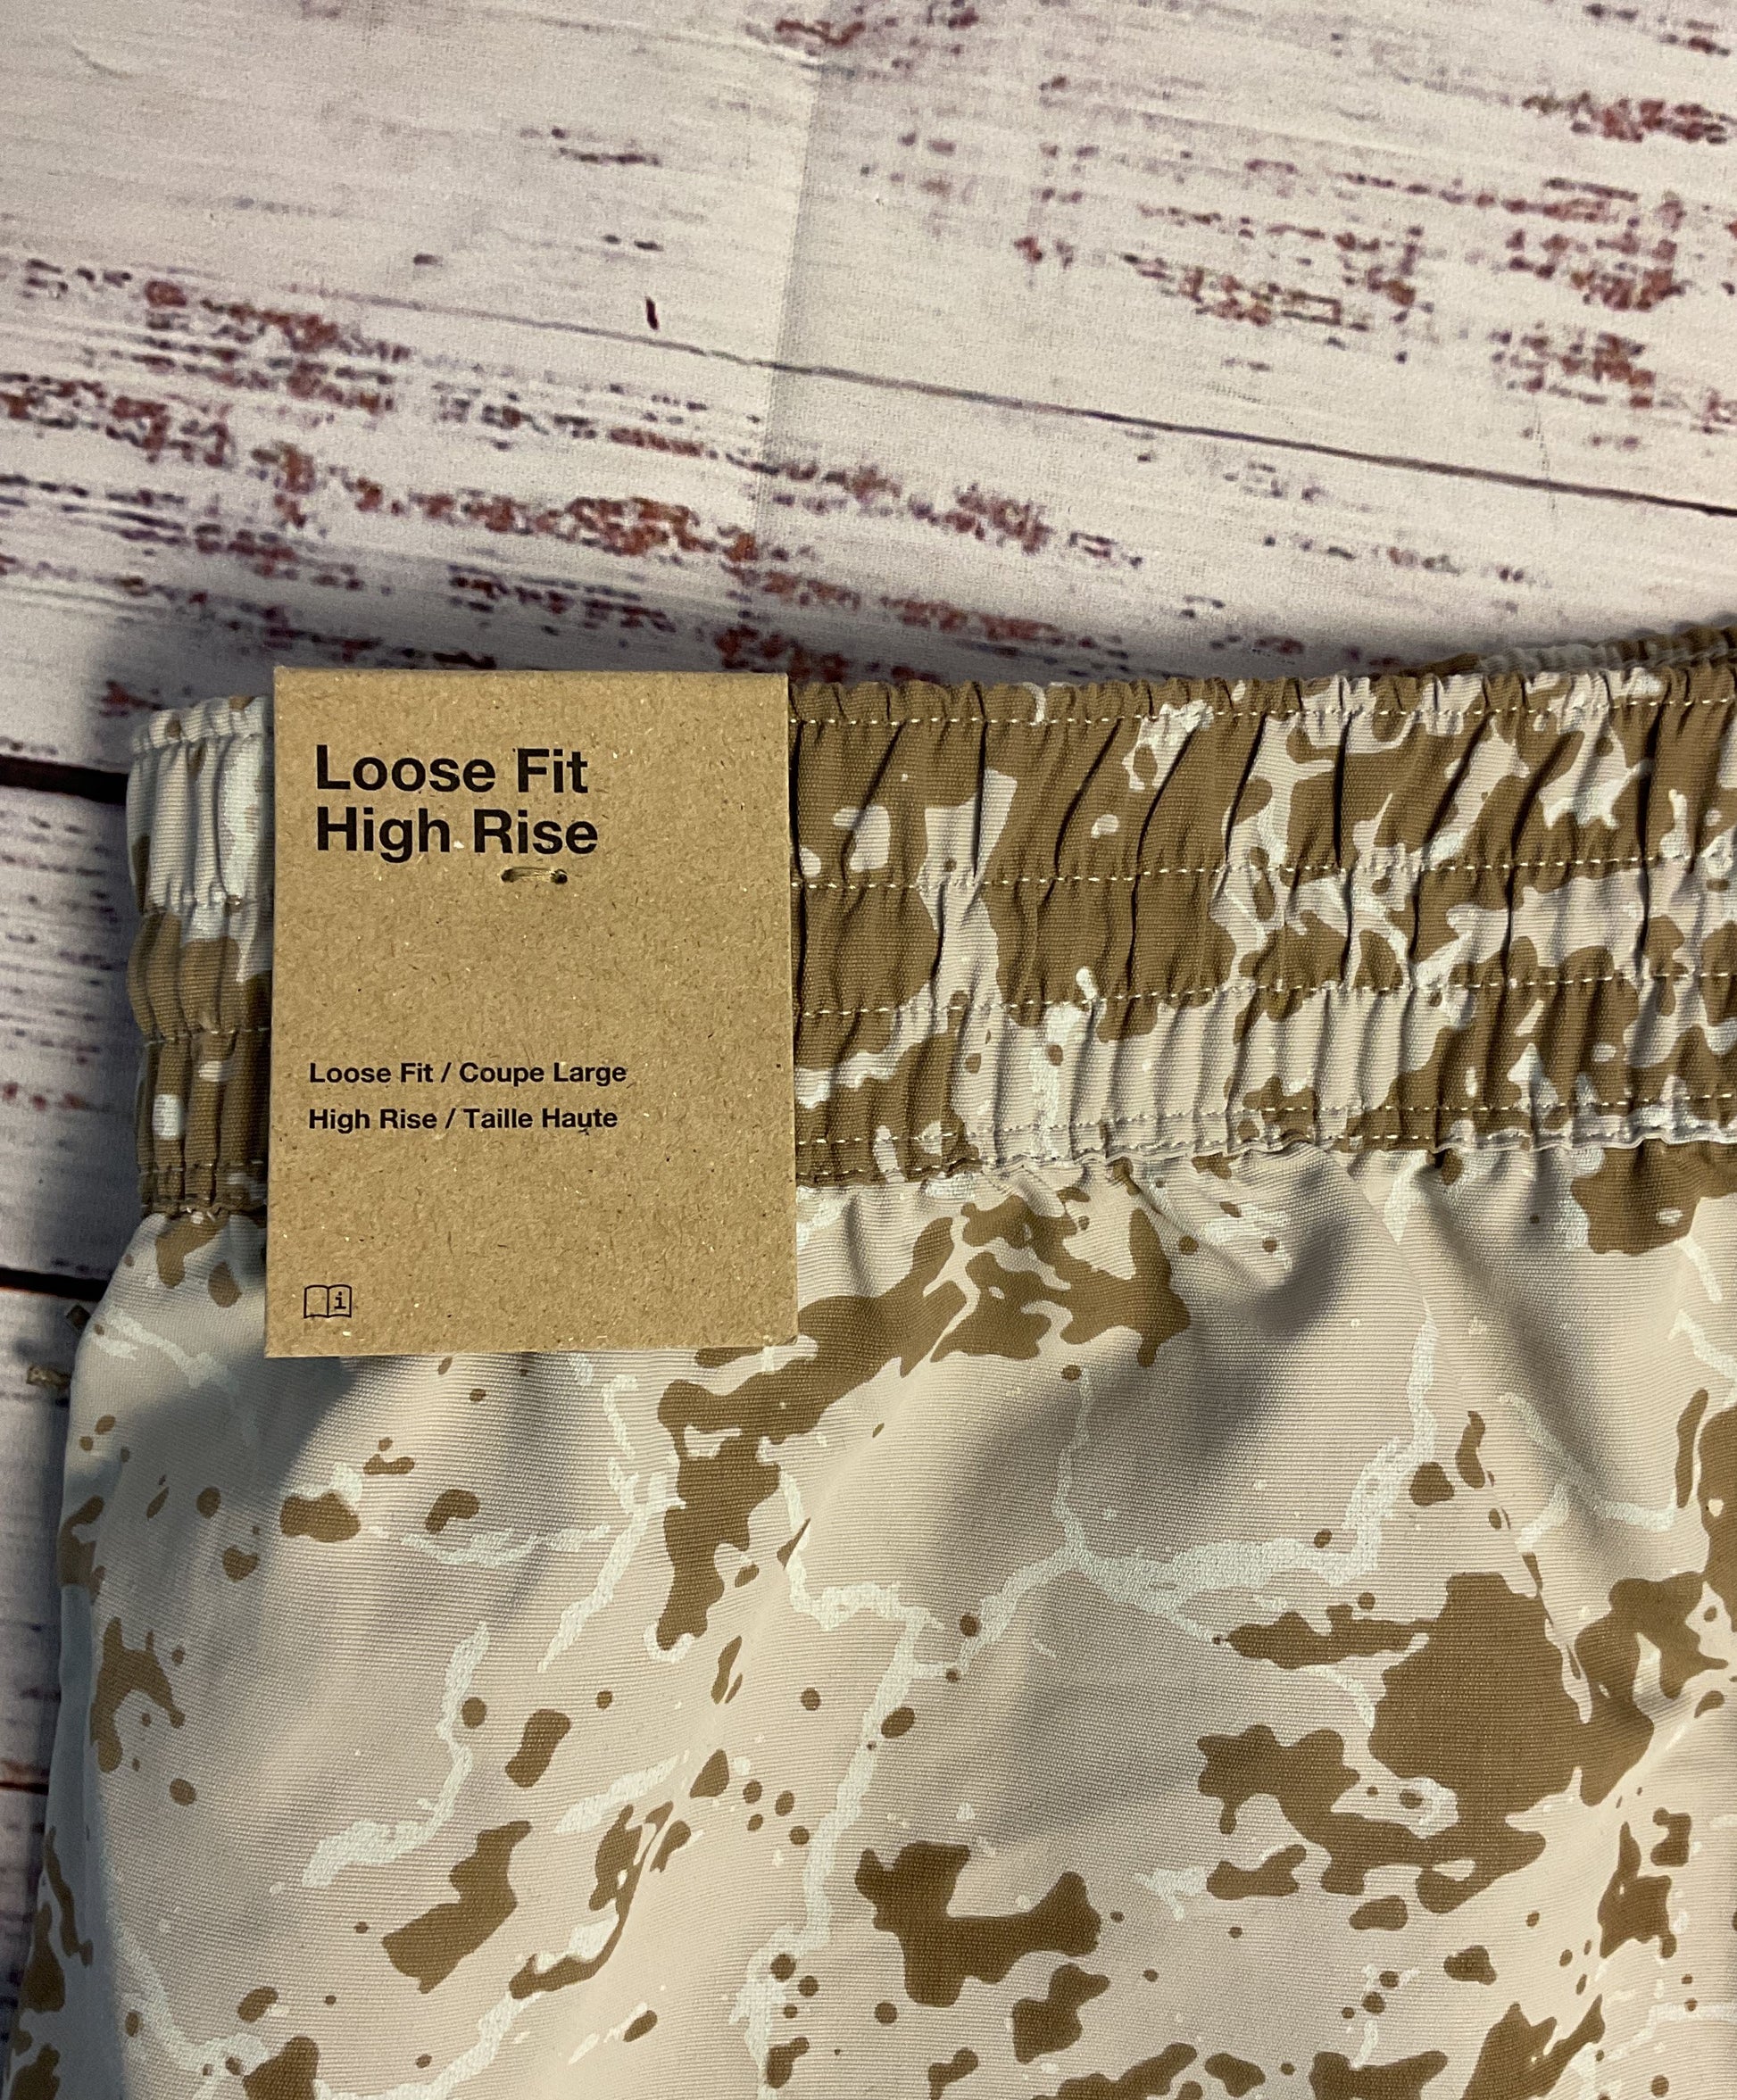 Loose Fit
High Rise
Loose Fit / Coupe Large
High Rise / Taille Haute
i